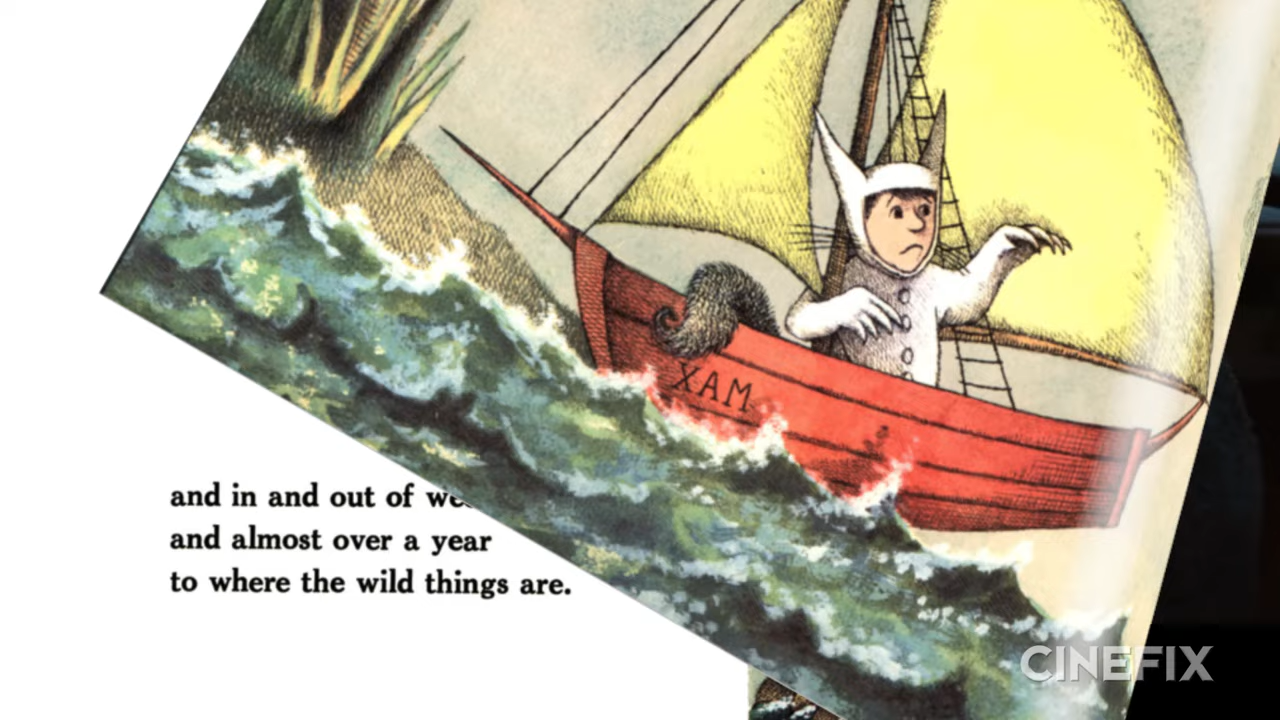 XAM
and in and out of
and almost over a year
to where the wild things are.
CINEFIX